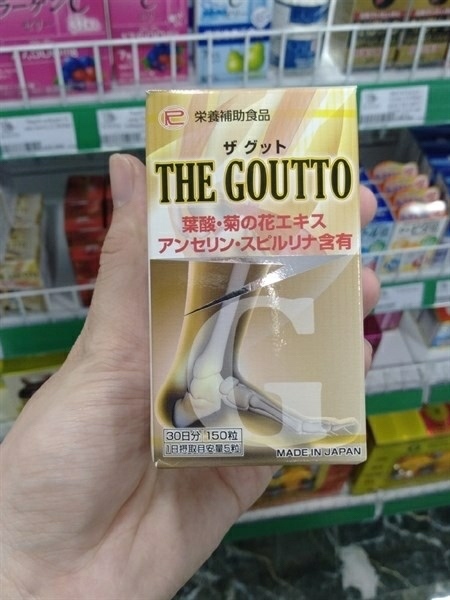 栄養補助食品
ザ グット
THE GOUTTO
葉酸・菊の花エキス
アンセリン・スピルリナ含有
G
30日分 150粒
1日摂取目安量5粒
MADE IN JAPAN